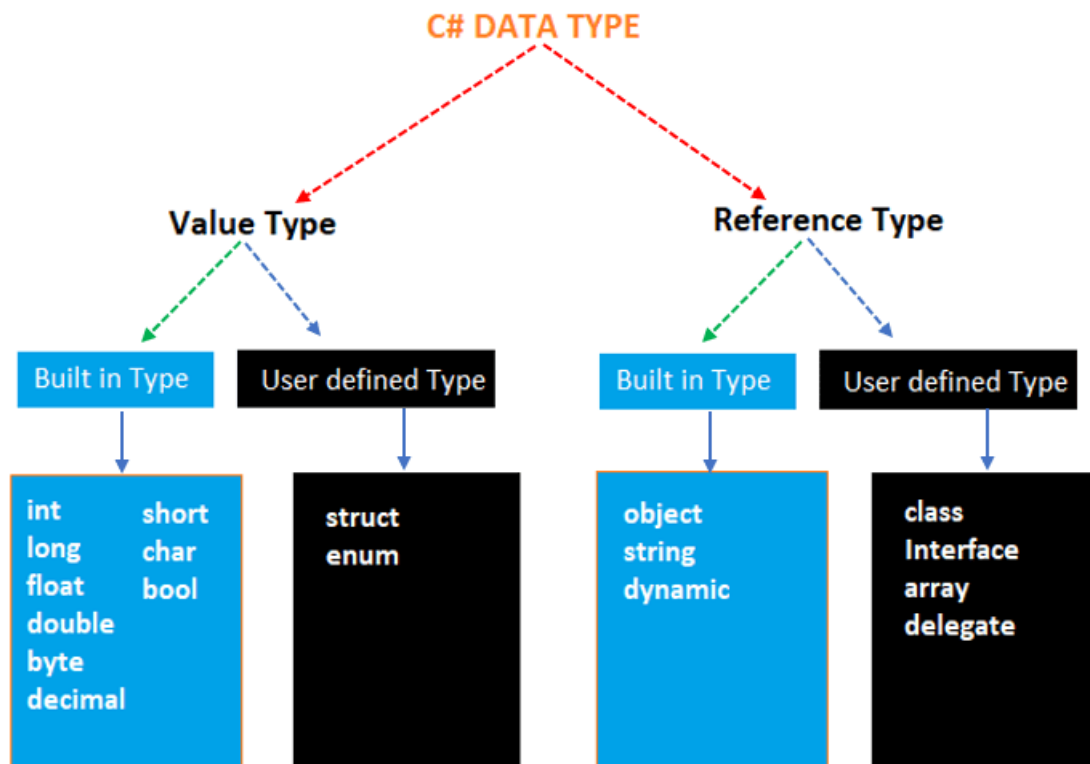 C# DATA TYPE
Value Type
Reference Type
Built in Type
User defined Type
Built in Type
User defined Type
int
long
float
double
byte
decimal
short
char
bool
struct
enum
object
string
dynamic
class
Interface
array
delegate